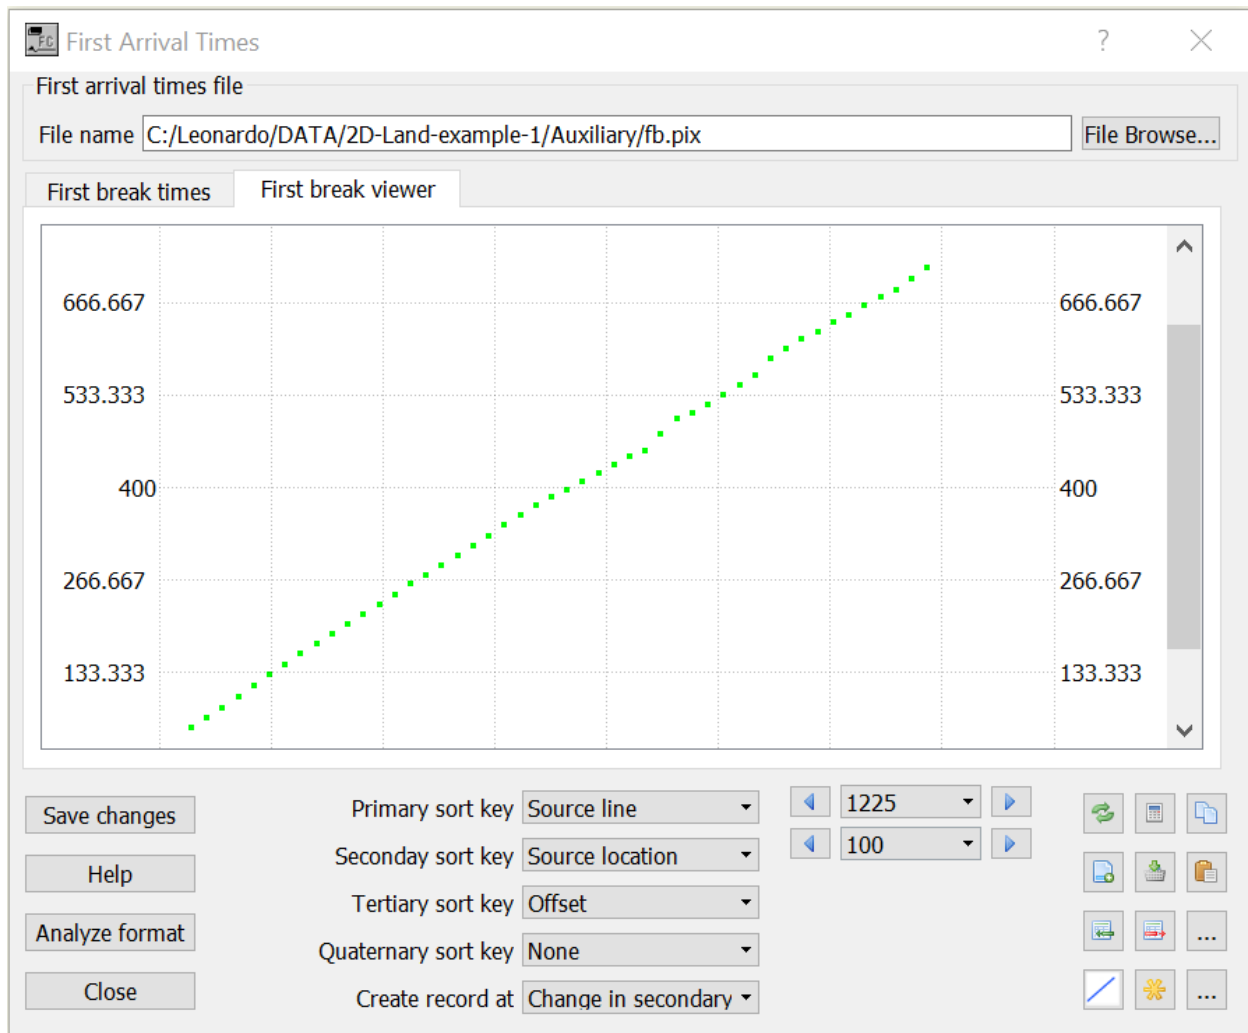 FC First Arrival Times ?
First arrival times file
File name C:/Leonardo/DATA/2D-Land-example-1/Auxiliary/fb.pix File Browse...
First break times First break viewer
666.667 666.667
533.333 533.333
400 400
266.667 266.667
133.333 133.333
Save changes Primary sort key Source line 1225
Seconday sort key Source location 100
Help
Tertiary sort key Offset
Analyze format
Quaternary sort key None
...
Close Create record at Change in secondary ...